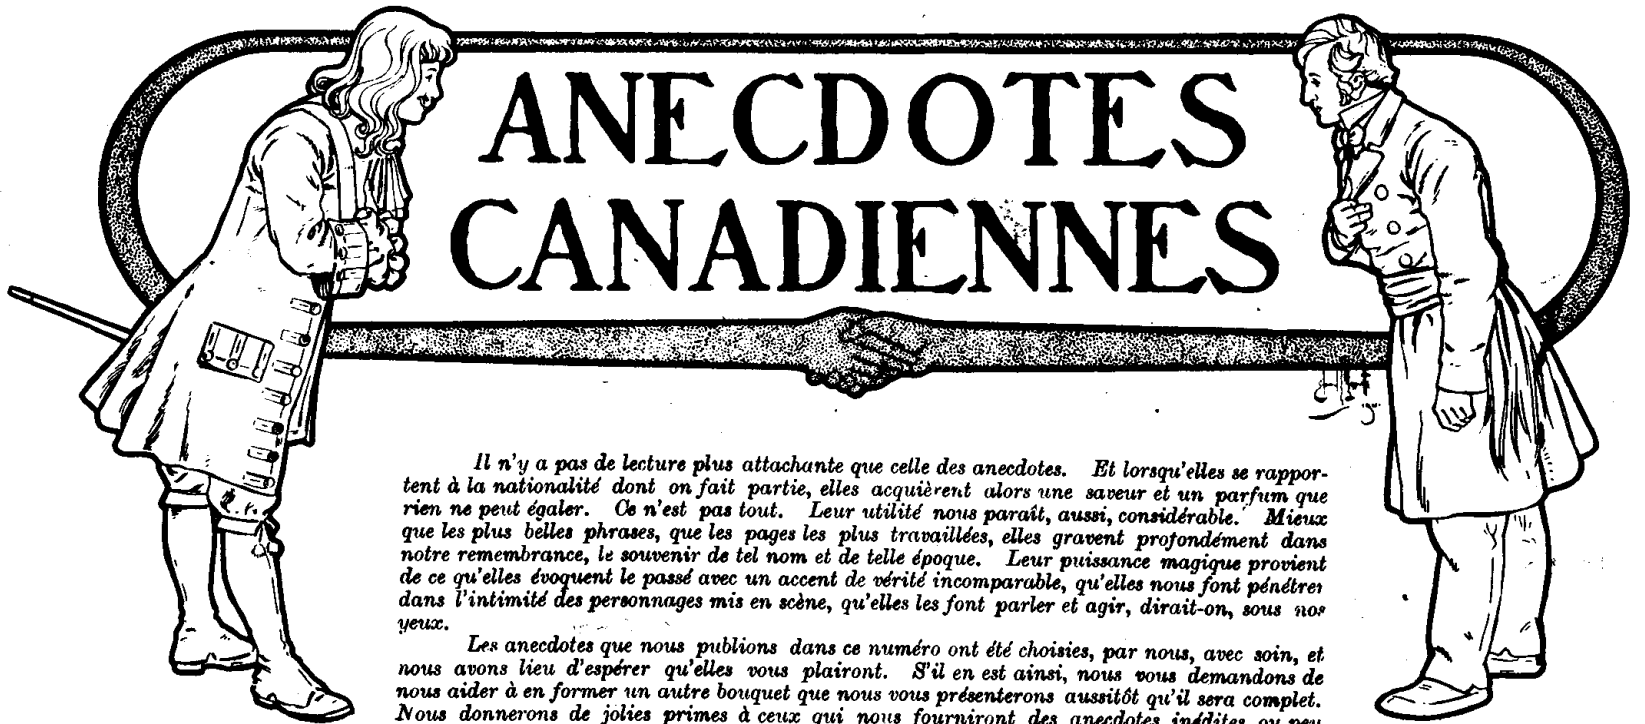 ANECDOTES
CANADIENNES
Il n'y a pas de lecture plus attachante que celle des anecdotes. Et lorsqu'elles se rappor-
tent à la nationalité dont on fait partie, elles acquièrent alors une saveur et un parfum que
rien ne peut égaler. Ce n'est pas tout. Leur utilité nous paraît, aussi, considérable. Mieux
que les plus belles phrases, que les pages les plus travaillées, elles gravent profondément dans
notre remembrance, le souvenir de tel nom et de telle époque. Leur puissance magique provient
de ce qu'elles évoquent le passé avec un accent de vérité incomparable, qu'elles nous font pénétrer
dans l'intimité des personnages mis en scène, qu'elles les font parler et agir, dirait-on, sous nos
yeux.
Les anecdotes que nous publions dans ce numéro ont été choisies, par nous, avec soin, et
nous avons lieu d'espérer qu'elles vous plairont. S'il en est ainsi, nous vous demandons de
nous aider à en former un autre bouquet que nous vous présenterons aussitôt qu'il sera complet.
Nous donnerons de jolies primes à ceux qui nous fourniront des anecdotes inédites ou peu